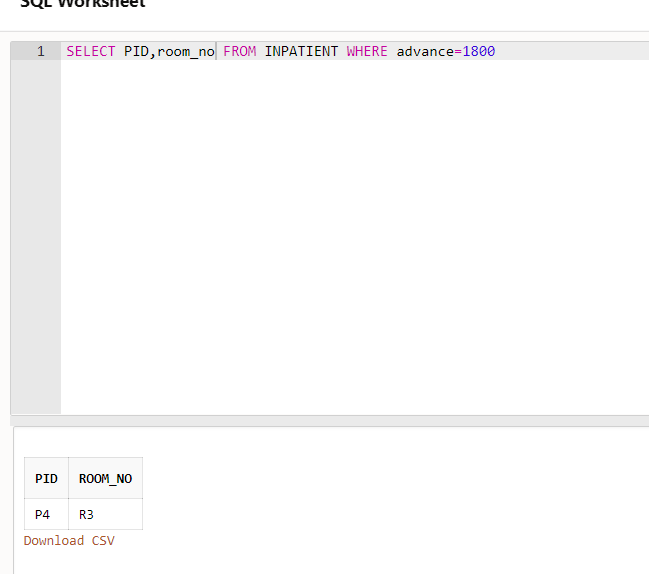 SQL Worksheet
1 SELECT PID,room_no FROM INPATIENT WHERE advance=1800
PID ROOM_NO
P4 R3
Download CSV